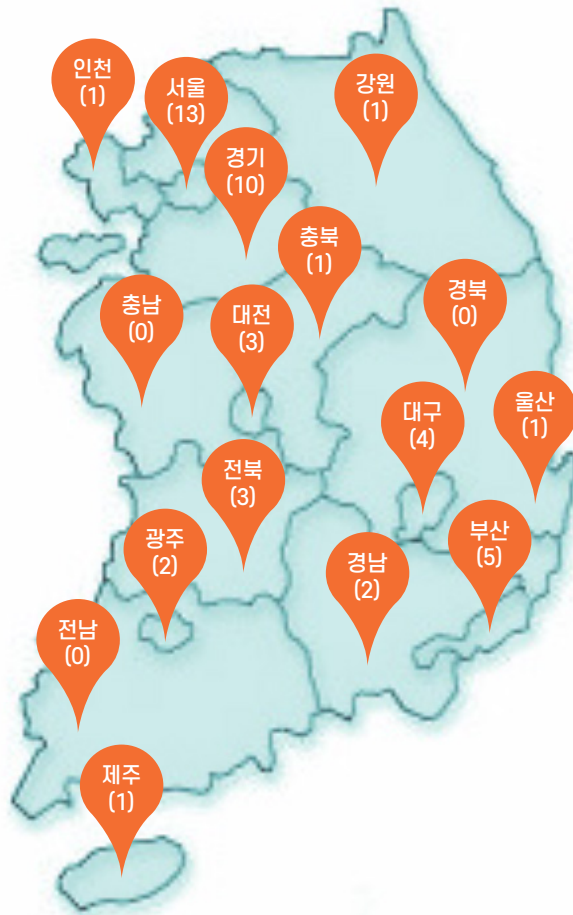 인천
(1)
서울
(13)
강원
(1)
경기
(10)
충북
(1)
충남
(0)
대전
(3)
경북
(0)
대구
(4)
울산
(1)
전북
(3)
부산
(5)
광주
(2)
경남
(2)
전남
(0)
제주
(1)